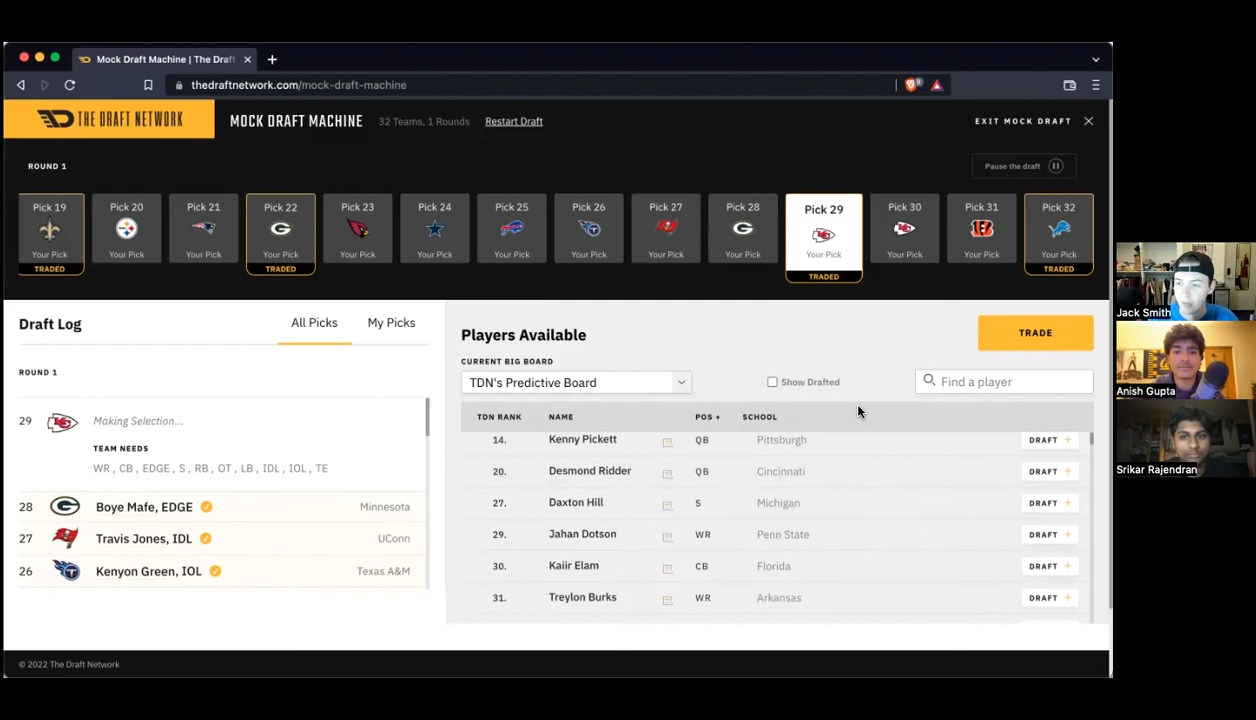 Mock Draft Machine | The Draft
thedraftnetwork.com/mock-draft-machine
THE DRAFT NETWORK
MOCK DRAFT MACHINE
32 Teams, 1 Rounds
Restart Draft
EXIT MOCK DRAFT
ROUND 1
Pause the draft
Pick 19 Pick 20 Pick 21 Pick 22 Pick 23 Pick 24 Pick 25 Pick 26 Pick 27 Pick 28 Pick 29 Pick 30 Pick 31 Pick 32
Your Pick Your Pick Your Pick Your Pick Your Pick Your Pick Your Pick Your Pick Your Pick Your Pick Your Pick Your Pick Your Pick Your Pick
TRADED TRADED TRADED TRADED
Draft Log
All Picks
My Picks
ROUND 1
29 Making Selection...
TEAM NEEDS
WR , CB , EDGE , S , RB , OT , LB , IDL , IOL , TE
28 Boye Mafe, EDGE Minnesota
27 Travis Jones, IDL UConn
26 Kenyon Green, IOL Texas A&M
Players Available
TRADE
CURRENT BIG BOARD
TDN's Predictive Board
Show Drafted
Find a player
TDN RANK NAME POS SCHOOL
14. Kenny Pickett QB Pittsburgh DRAFT +
20. Desmond Ridder QB Cincinnati DRAFT +
27. Daxton Hill S Michigan DRAFT +
29. Jahan Dotson WR Penn State DRAFT +
30. Kaiir Elam CB Florida DRAFT +
31. Treylon Burks WR Arkansas DRAFT +
© 2022 The Draft Network
Jack Smith
Anish Gupta
Srikar Rajendran